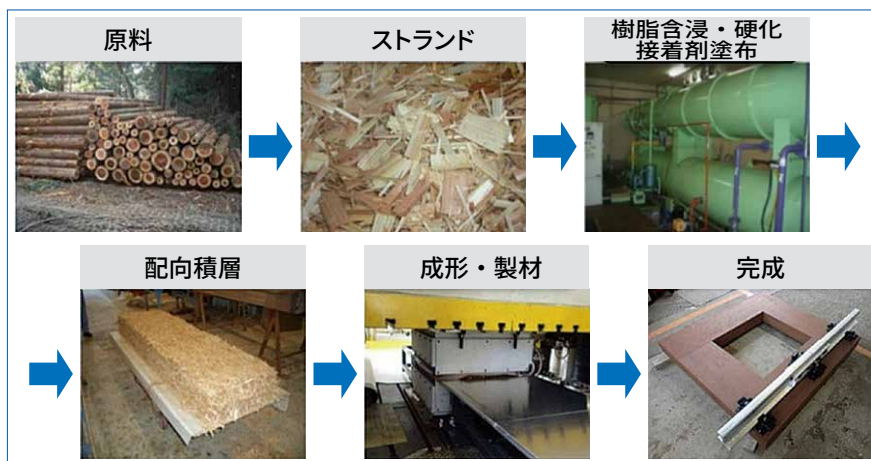 原料
ストランド
樹脂含浸・硬化
接着剤塗布
配向積層
成形・製材
完成